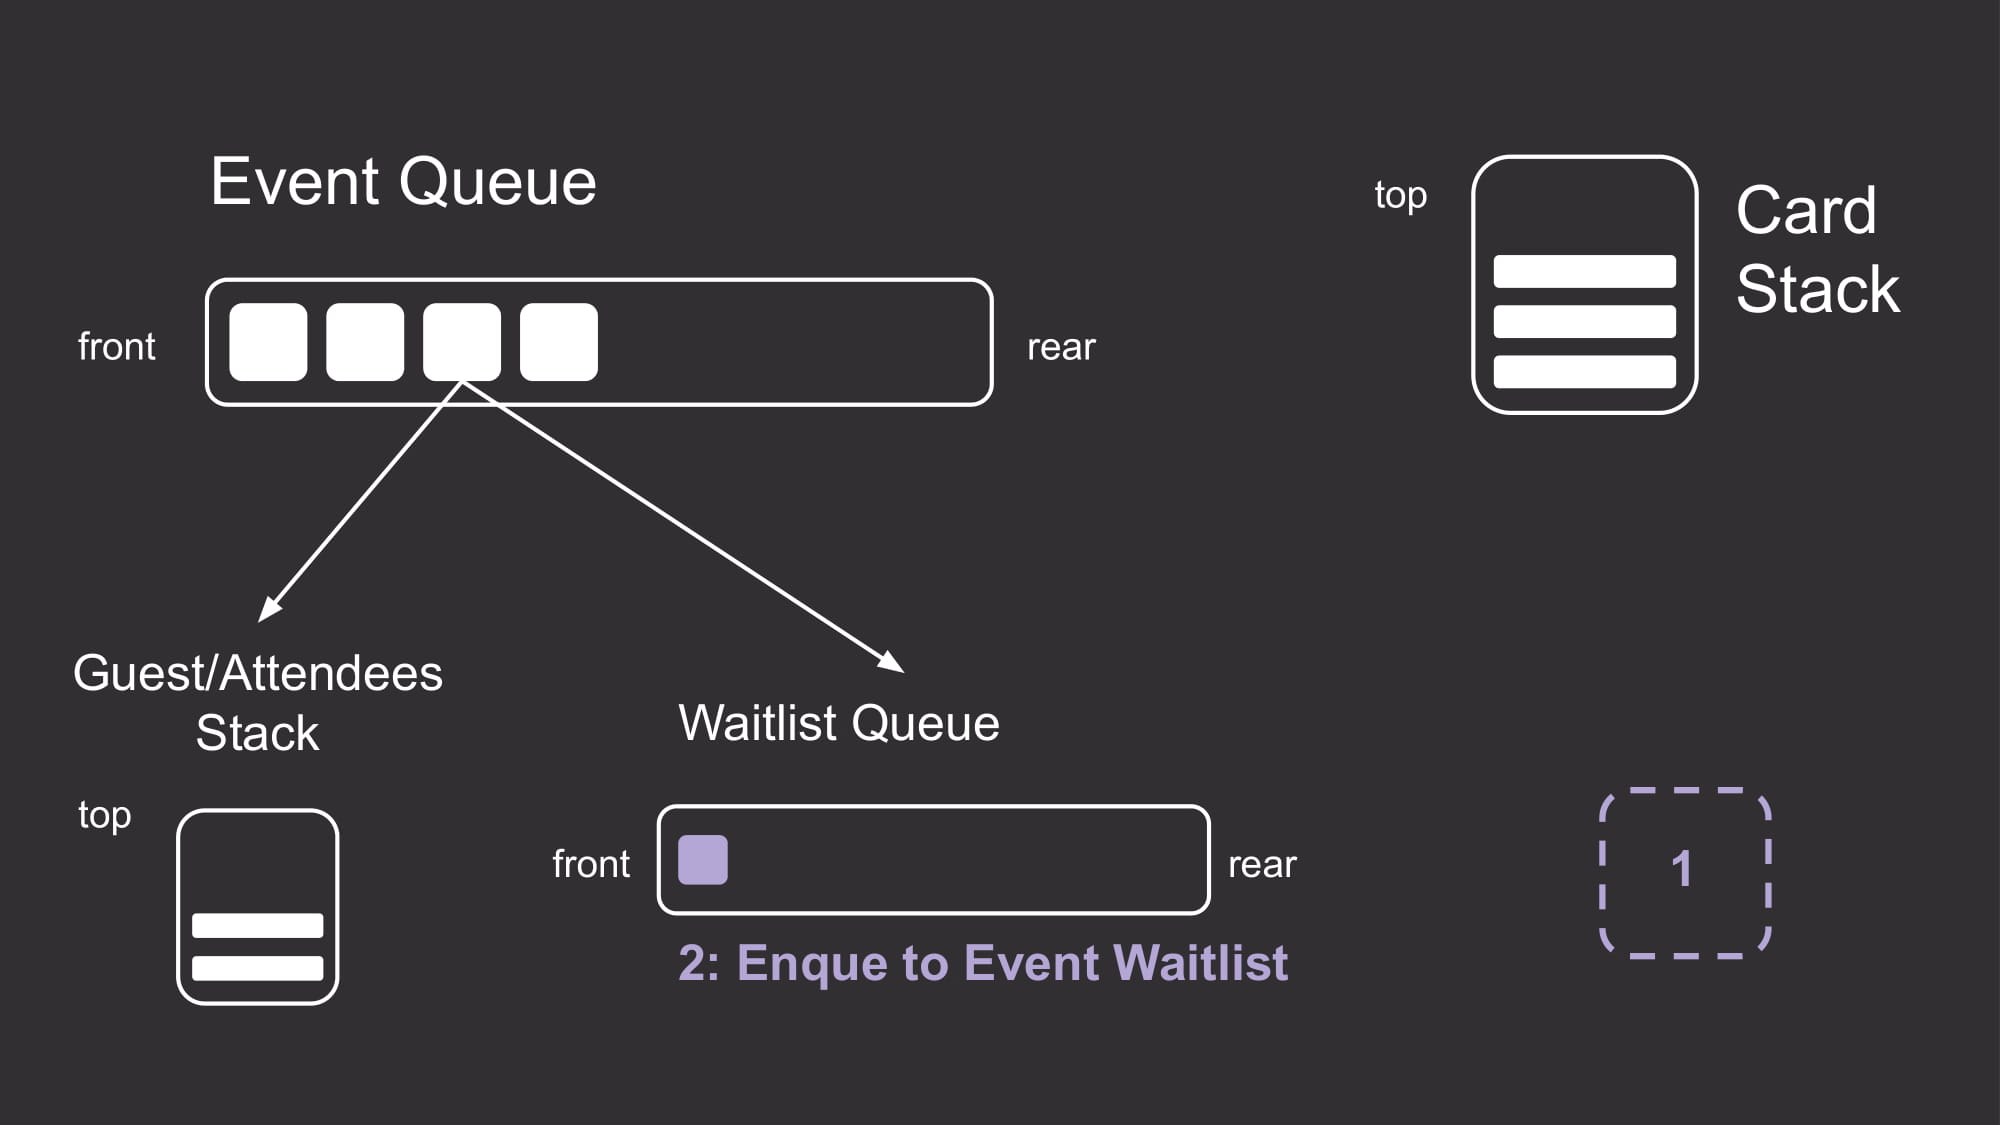 Event Queue
front
rear
top
Card
Stack
Guest/Attendees
Stack
top
Waitlist Queue
front
rear
2: Enque to Event Waitlist
1